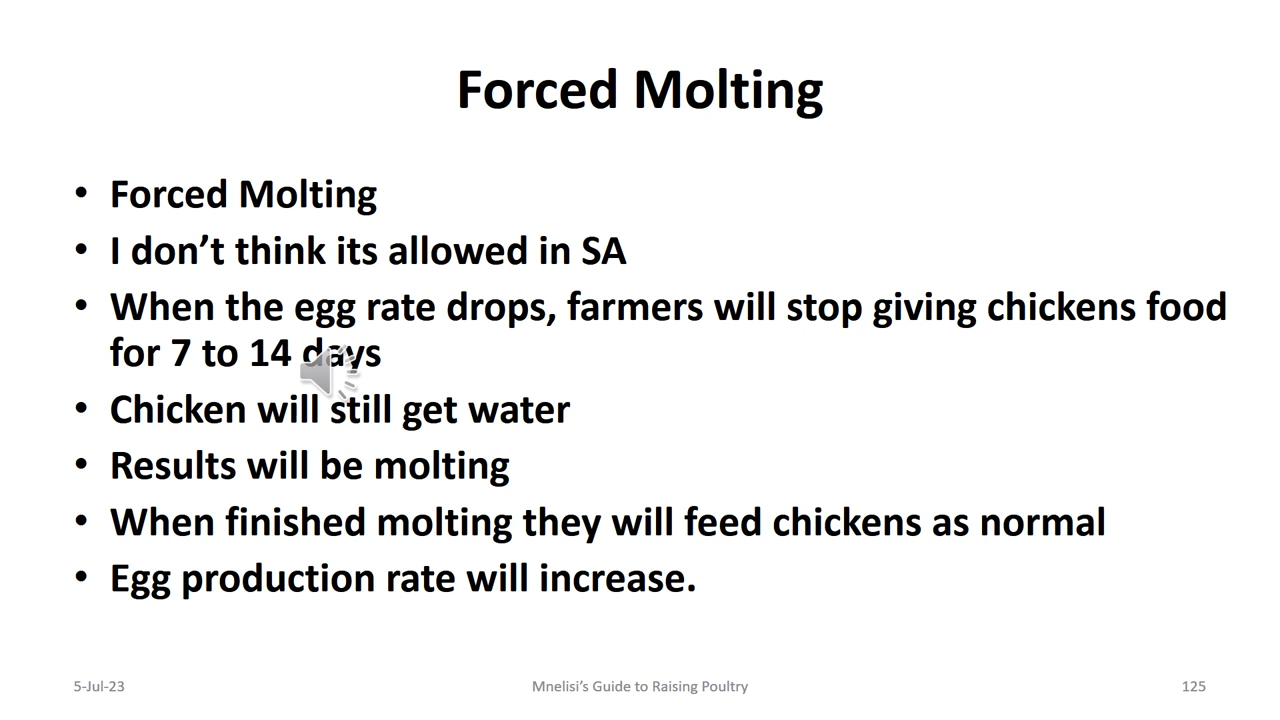 Forced Molting
• Forced Molting
• I don’t think its allowed in SA
• When the egg rate drops, farmers will stop giving chickens food
for 7 to 14 days
• Chicken will still get water
• Results will be molting
• When finished molting they will feed chickens as normal
• Egg production rate will increase.
5-Jul-23
Mnelisi’s Guide to Raising Poultry
125